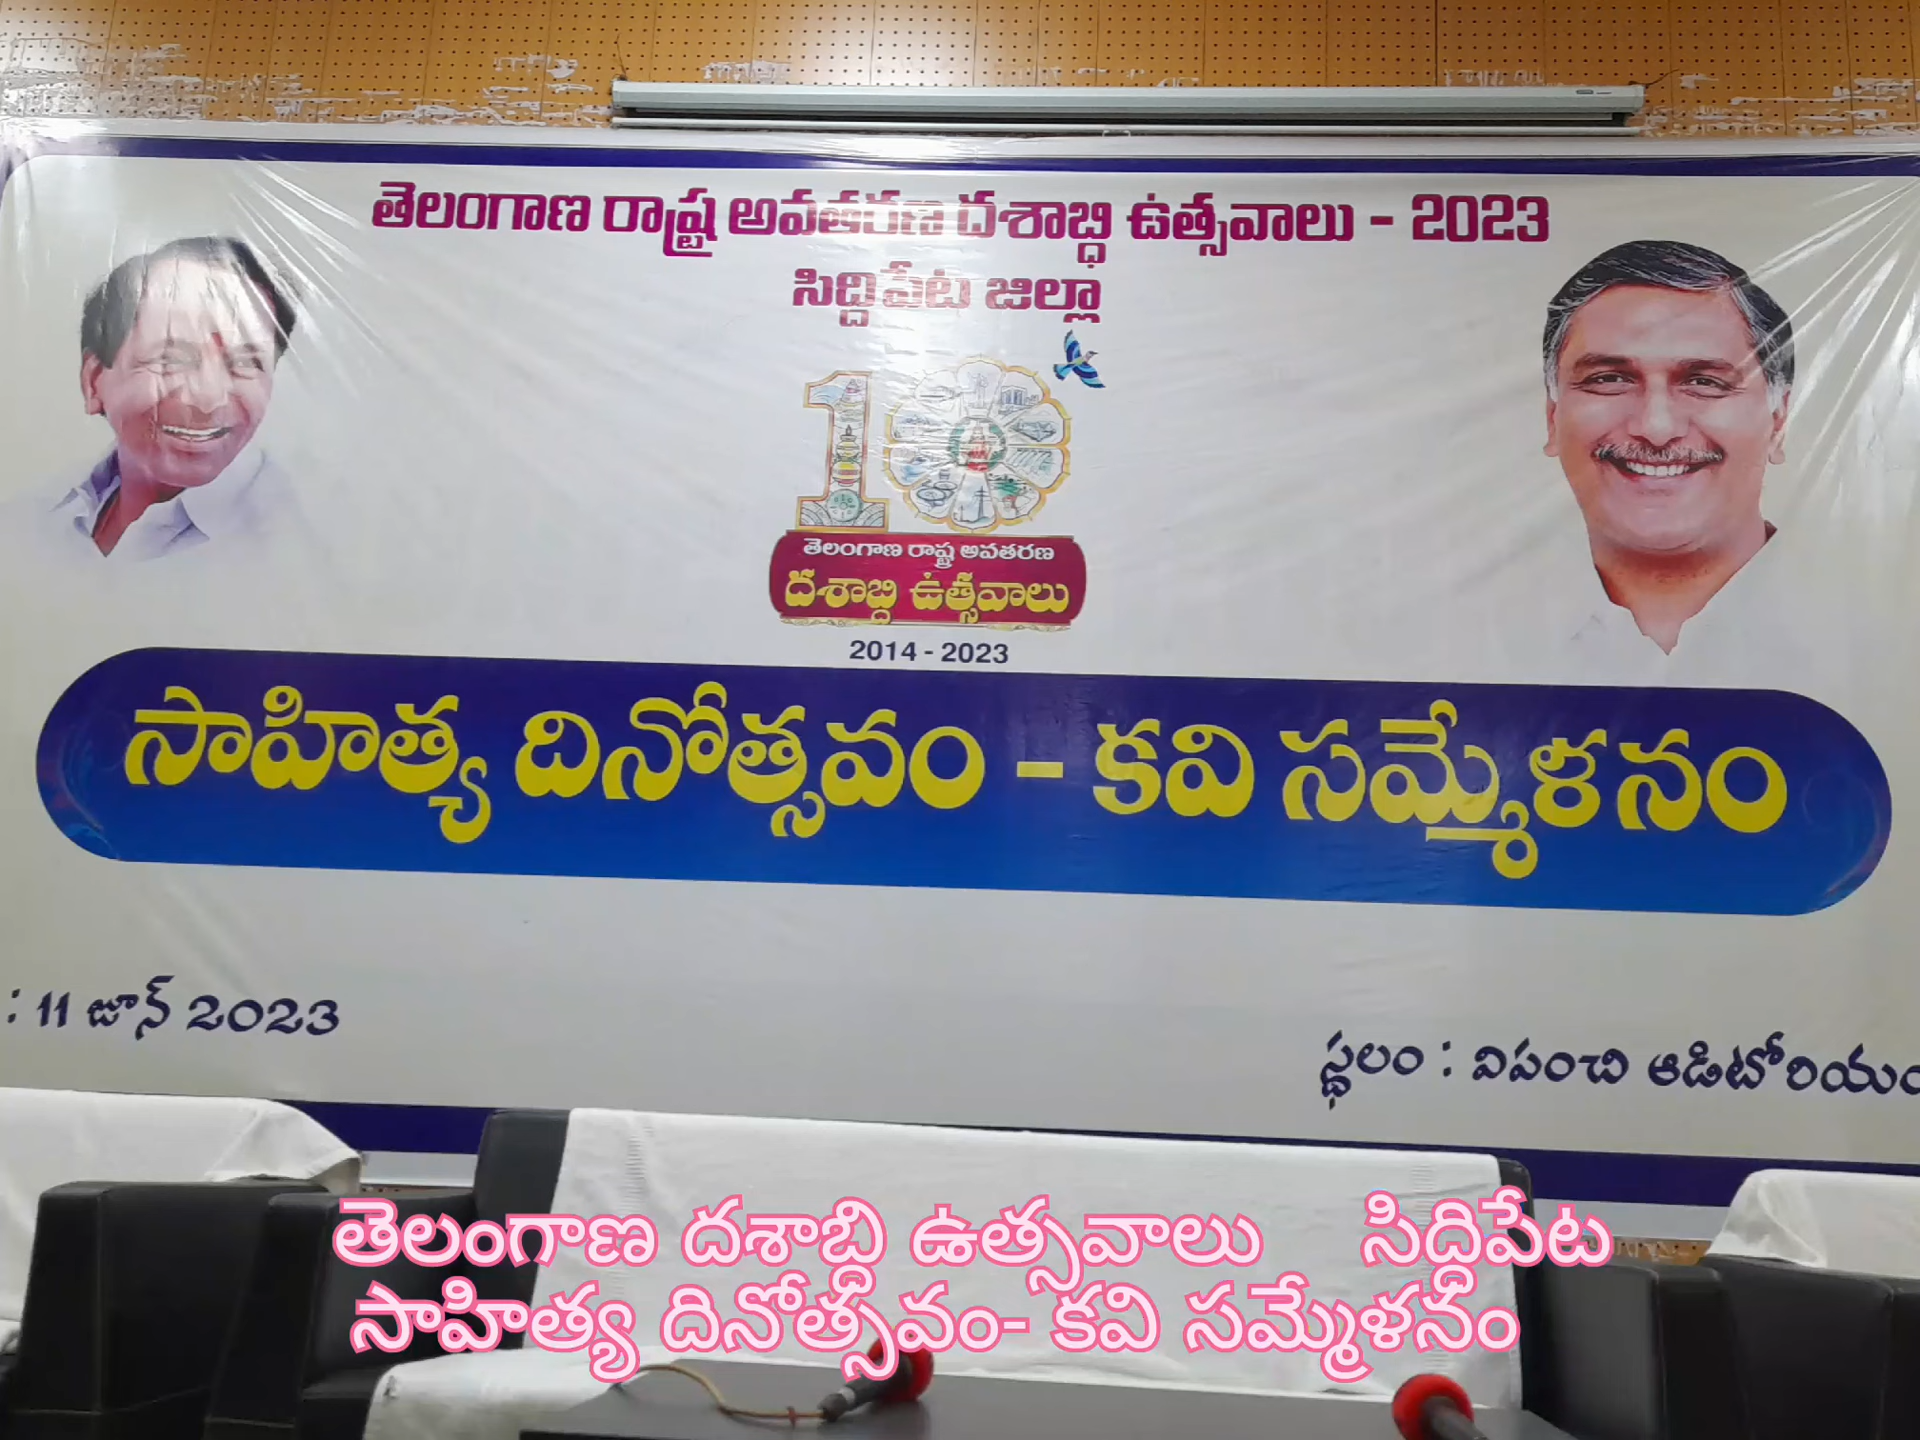 తెలంగాణ రాష్ట్ర అవతరణ దశాబ్ధి ఉత్సవాలు - 2023
సిద్దిపేట జిల్లా
10
తెలంగాణ రాష్ట్ర అవతరణ
దశాబ్ది ఉత్సవాలు
2014 - 2023
సాహిత్య దినోత్సవం - కవి సమ్మేళనం
: 11 జూన్ 2023
స్థలం : విపంచి ఆడిటోరియం
తెలంగాణ దశాబ్ది ఉత్సవాలు సిద్దిపేట
సాహిత్య దినోత్సవం- కవి సమ్మేళనం